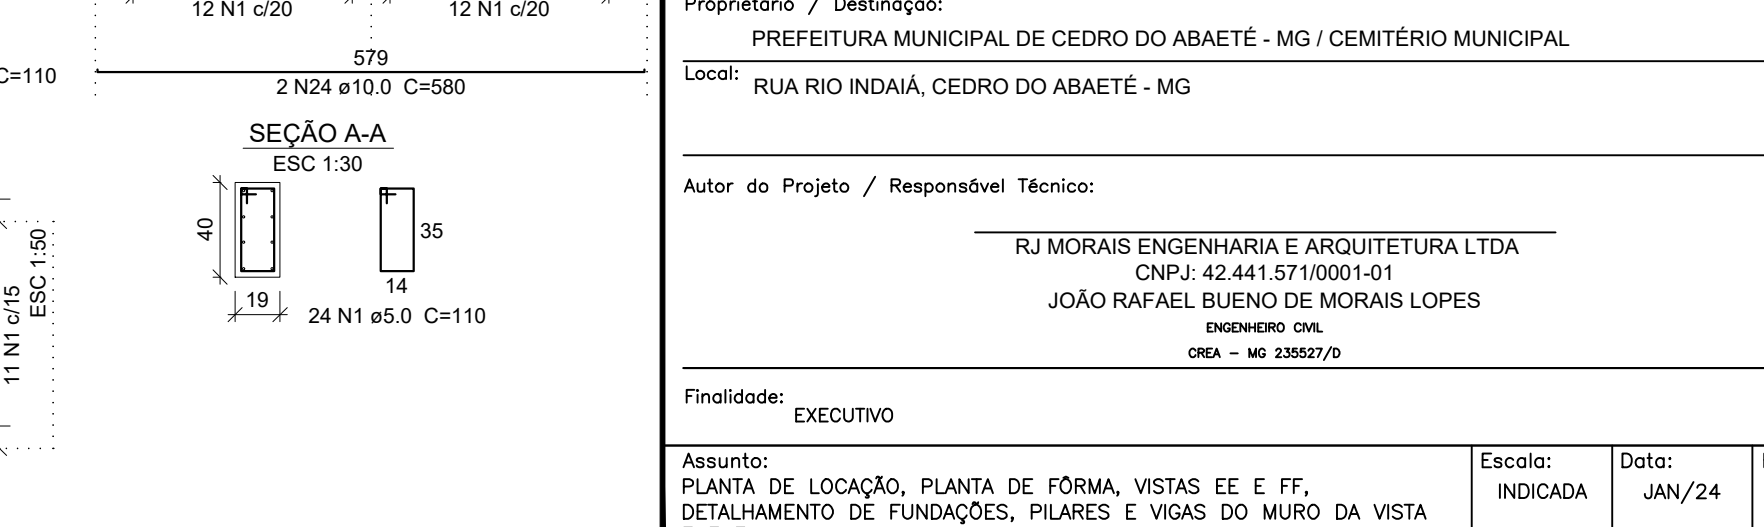 12 N1 c/20
12 N1 c/20
579
C=110
2 N24 ø10.0 C=580
SEÇÃO A-A
ESC 1:30
40
35
14
19
24 N1 ø5.0 C=110
11 N1 c/15
ESC 1:50
Proprietário / Destinação:
PREFEITURA MUNICIPAL DE CEDRO DO ABAETÉ - MG / CEMITÉRIO MUNICIPAL
Local:
RUA RIO INDAIÁ, CEDRO DO ABAETÉ - MG
Autor do Projeto / Responsável Técnico:
RJ MORAIS ENGENHARIA E ARQUITETURA LTDA
CNPJ: 42.441.571/0001-01
JOÃO RAFAEL BUENO DE MORAIS LOPES
ENGENHEIRO CIVIL
CREA - MG 235527/D
Finalidade:
EXECUTIVO
Assunto:
PLANTA DE LOCAÇÃO, PLANTA DE FÔRMA, VISTAS EE E FF,
DETALHAMENTO DE FUNDAÇÕES, PILARES E VIGAS DO MURO DA VISTA
Escala:
INDICADA
Data:
JAN/24